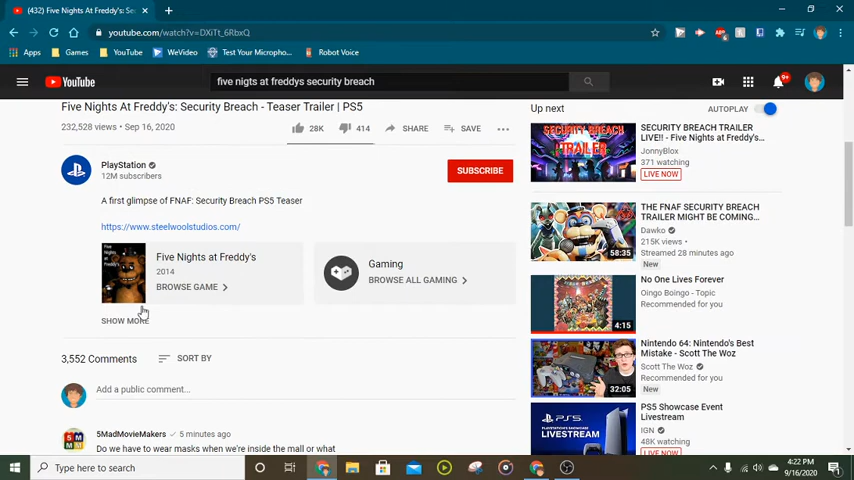 (432) Five Nights at Freddy's: Sec
youtube.com/watch?v=DXiTt_6RbxQ
Apps Games YouTube WeVideo Test Your Micropho... Robot Voice
YouTube
five nigts at freddys security breach
9+
Five Nights At Freddy's: Security Breach - Teaser Trailer | PS5
232,528 views • Sep 16, 2020
28K 414 SHARE SAVE
PlayStation
12M subscribers
SUBSCRIBE
A first glimpse of FNAF: Security Breach PS5 Teaser
https://www.steelwoolstudios.com/
Five Nights at Freddy's
2014
BROWSE GAME
Gaming
BROWSE ALL GAMING
SHOW MORE
3,552 Comments SORT BY
Add a public comment...
5MadMovieMakers 5 minutes ago
Do we have to wear masks when we're inside the mall or what
Up next AUTOPLAY
SECURITY BREACH
TRAILER
SECURITY BREACH TRAILER
LIVE!! - Five Nights at Freddy's...
JonnyBlox
371 watching
LIVE NOW
THE FNAF SECURITY BREACH
TRAILER MIGHT BE COMING...
Dawko
215K views •
Streamed 28 minutes ago
New
58:35
No One Lives Forever
Oingo Boingo - Topic
Recommended for you
4:15
Nintendo 64: Nintendo's Best
Mistake - Scott The Woz
Scott The Woz
Recommended for you
New
32:05
PS5
SHOWCASE
LIVESTREAM
PS5 Showcase Event
Livestream
IGN
48K watching
LIVE NOW
Type here to search
4:22 PM
9/16/2020